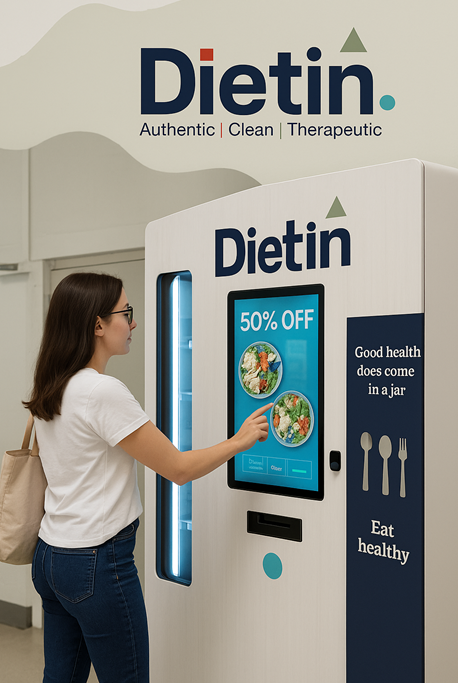 Dietin.
Authentic | Clean | Therapeutic
Dietin
50% OFF
Good health
does come
in a jar
Eat
healthy